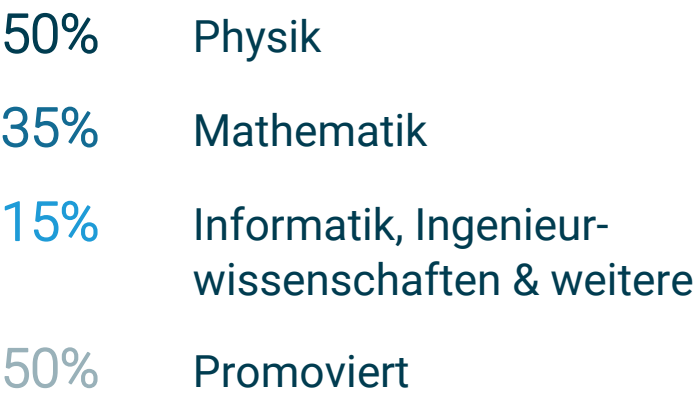 50% Physik
35% Mathematik
15% Informatik, Ingenieur-
wissenschaften & weitere
50% Promoviert